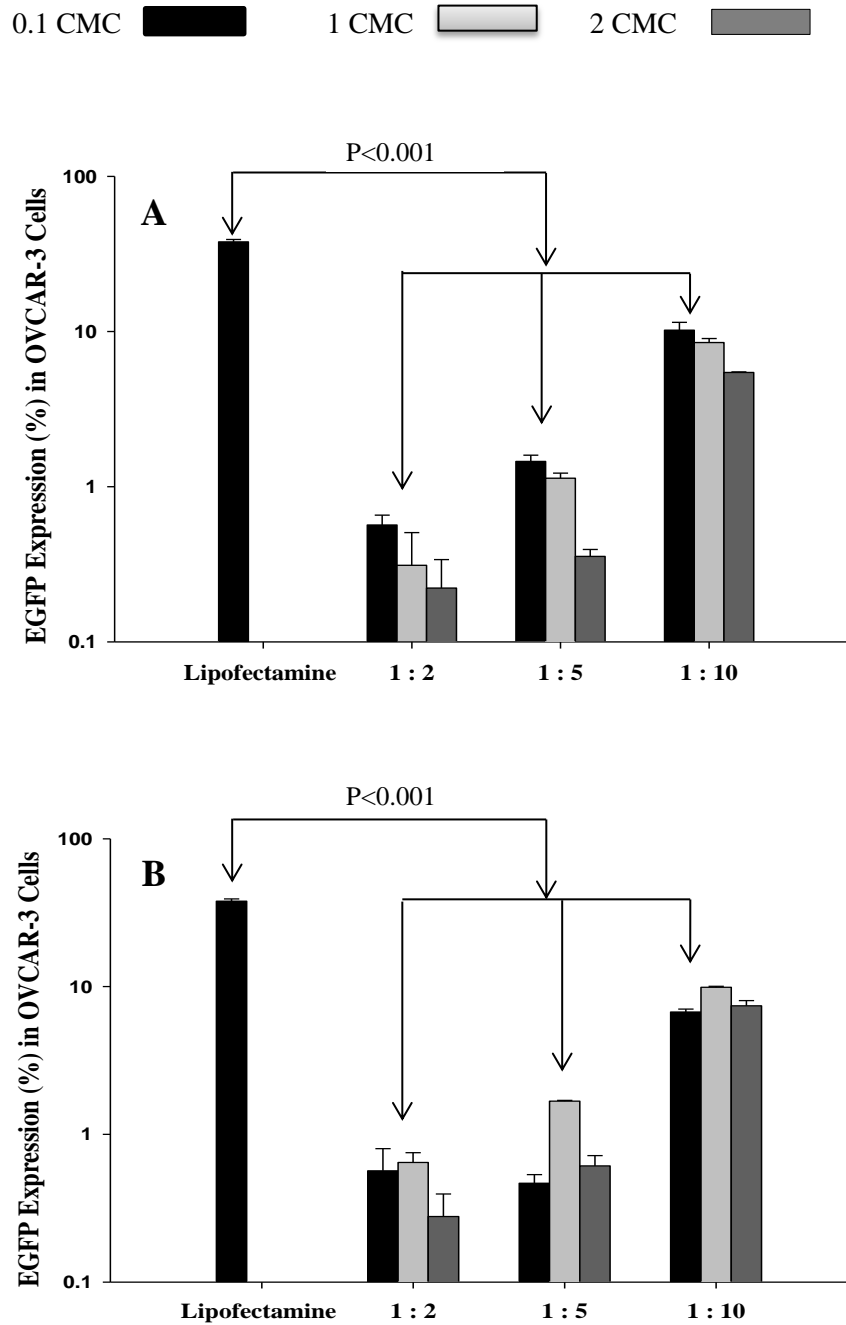 0.1 CMC 1 CMC 2 CMC
P<0.001
A
EGFP Expression (%) in OVCAR-3 Cells
100
10
1
0.1
Lipofectamine 1 : 2 1 : 5 1 : 10
P<0.001
B
EGFP Expression (%) in OVCAR-3 Cells
100
10
1
0.1
Lipofectamine 1 : 2 1 : 5 1 : 10